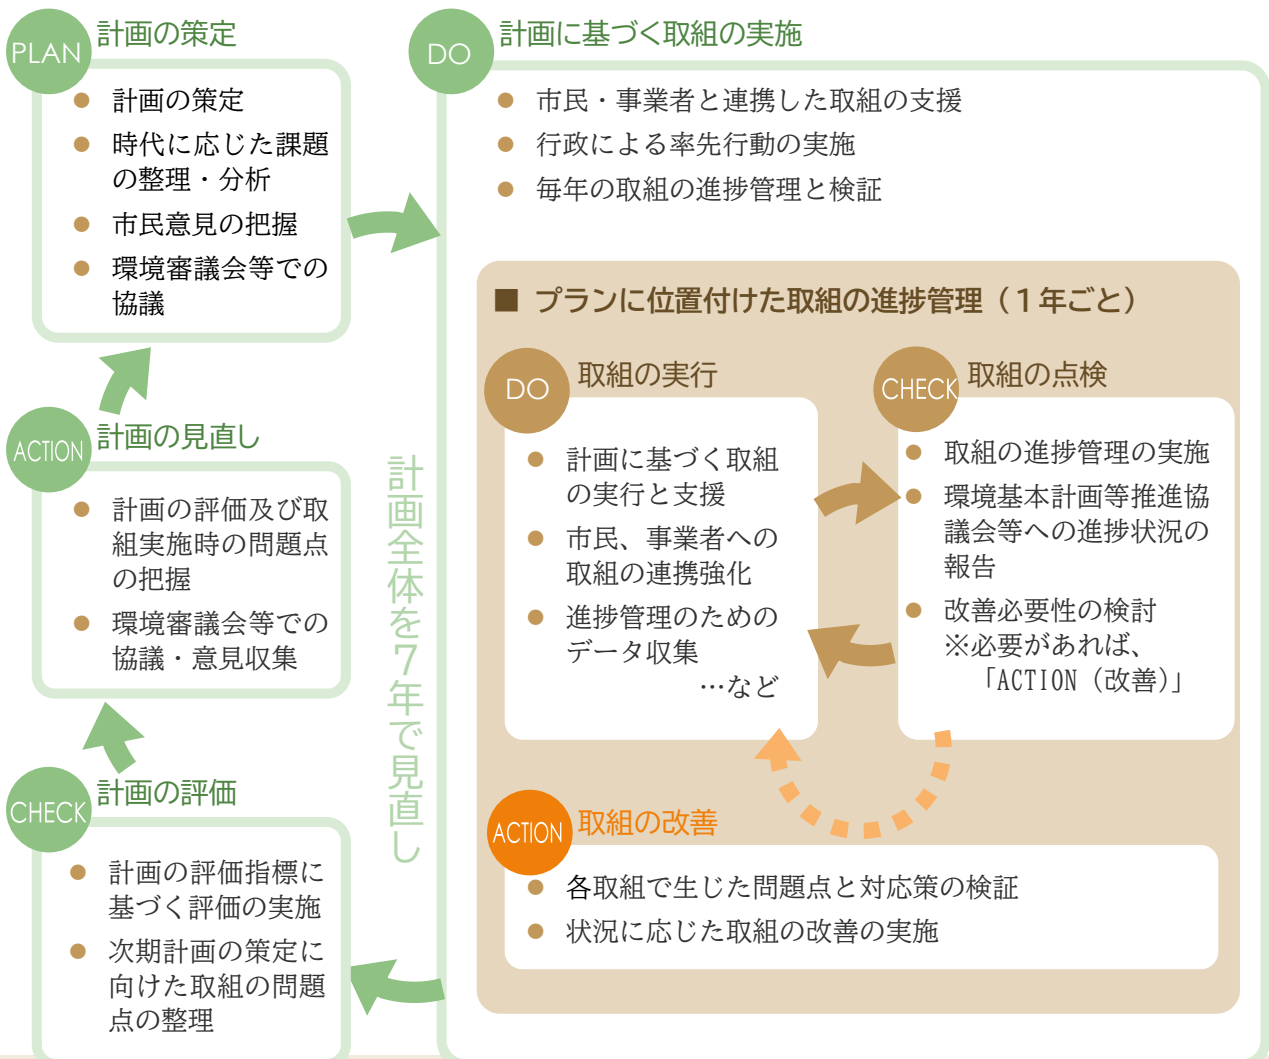 PLAN
計画の策定
計画の策定
時代に応じた課題
の整理・分析
市民意見の把握
環境審議会等での
協議
DO
計画に基づく取組の実施
市民・事業者と連携した取組の支援
行政による率先行動の実施
毎年の取組の進捗管理と検証
■ プランに位置付けた取組の進捗管理（１年ごと）
DO
取組の実行
計画に基づく取組
の実行と支援
市民、事業者への
取組の連携強化
進捗管理のための
データ収集
…など
CHECK
取組の点検
取組の進捗管理の実施
環境基本計画等推進協
議会等への進捗状況の
報告
改善必要性の検討
※必要があれば、
「ACTION（改善）」
ACTION
取組の改善
各取組で生じた問題点と対応策の検証
状況に応じた取組の改善の実施
計画全体を７年で見直し
ACTION
計画の見直し
計画の評価及び取
組実施時の問題点
の把握
環境審議会等での
協議・意見収集
CHECK
計画の評価
計画の評価指標に
基づく評価の実施
次期計画の策定に
向けた取組の問題
点の整理